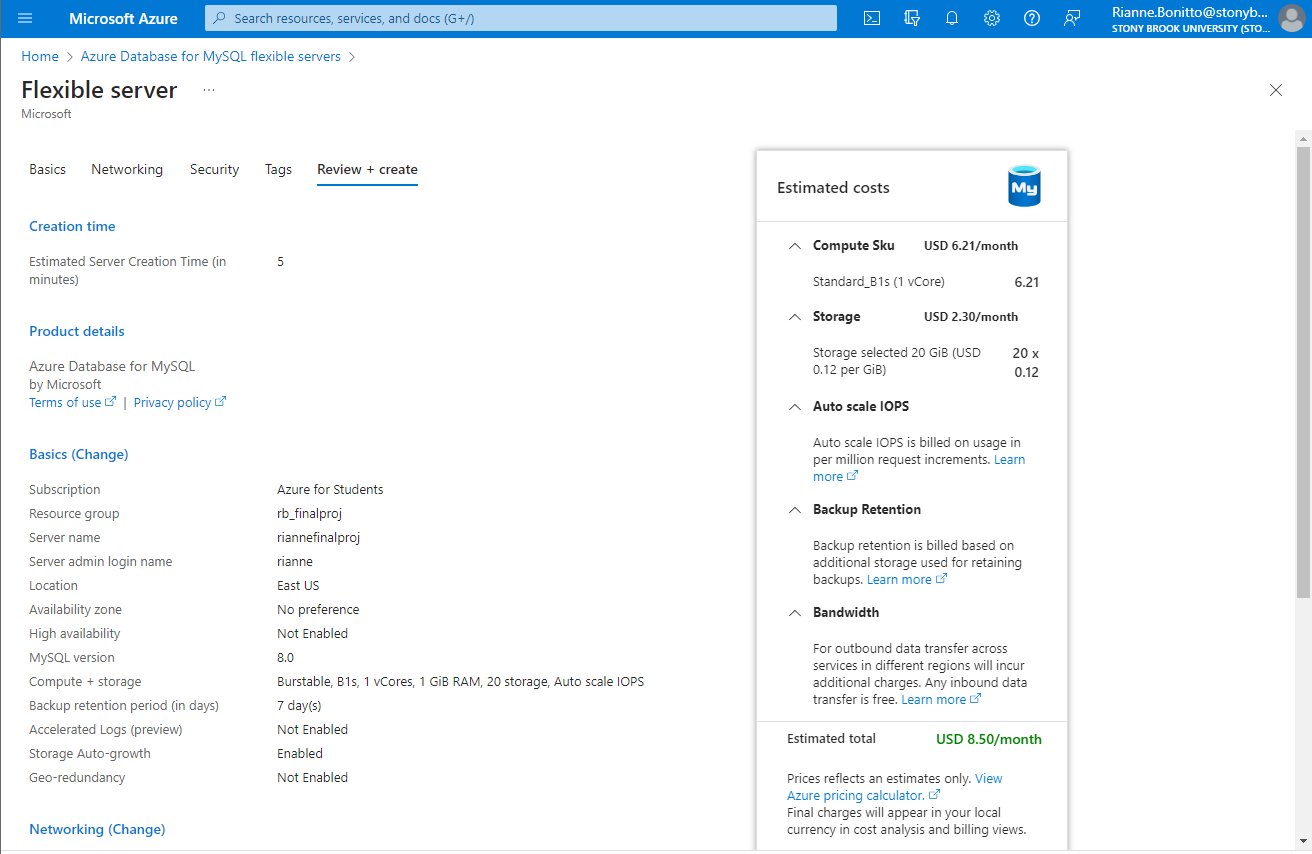 Microsoft Azure
Search resources, services, and docs (G+/)
Rianne.Bonitto@stonyb...
STONY BROOK UNIVERSITY (STO...
Home > Azure Database for MySQL flexible servers >
Flexible server ...
Microsoft
Basics Networking Security Tags Review + create
Creation time
Estimated Server Creation Time (in
minutes)
5
Product details
Azure Database for MySQL
by Microsoft
Terms of use | Privacy policy
Basics (Change)
Subscription Azure for Students
Resource group rb_finalproj
Server name riannefinalproj
Server admin login name rianne
Location East US
Availability zone No preference
High availability Not Enabled
MySQL version 8.0
Compute + storage Burstable, B1s, 1 vCores, 1 GiB RAM, 20 storage, Auto scale IOPS
Backup retention period (in days) 7 day(s)
Accelerated Logs (preview) Not Enabled
Storage Auto-growth Enabled
Geo-redundancy Not Enabled
Networking (Change)
Estimated costs
My
Compute Sku USD 6.21/month
Standard_B1s (1 vCore) 6.21
Storage USD 2.30/month
Storage selected 20 GiB (USD 20 x
0.12 per GiB) 0.12
Auto scale IOPS
Auto scale IOPS is billed on usage in
per million request increments. Learn
more
Backup Retention
Backup retention is billed based on
additional storage used for retaining
backups. Learn more
Bandwidth
For outbound data transfer across
services in different regions will incur
additional charges. Any inbound data
transfer is free. Learn more
Estimated total USD 8.50/month
Prices reflects an estimates only. View
Azure pricing calculator.
Final charges will appear in your local
currency in cost analysis and billing views.